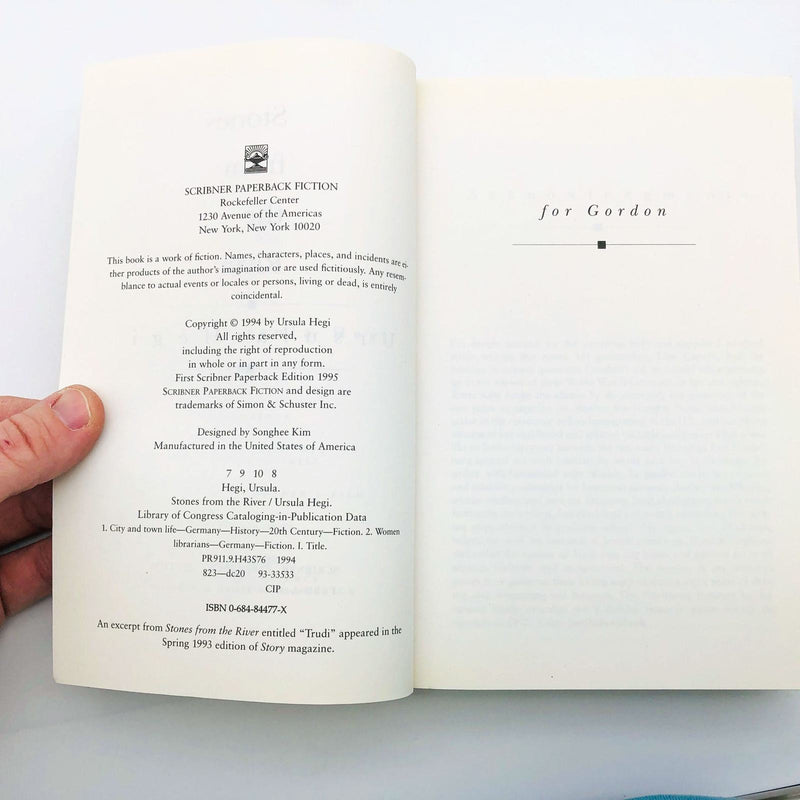 SCRIBNER PAPERBACK FICTION
Rockefeller Center
1230 Avenue of the Americas
New York, New York 10020
This book is a work of fiction. Names, characters, places, and incidents are ei-
ther products of the author's imagination or are used fictitiously. Any resem-
blance to actual events or locales or persons, living or dead, is entirely
coincidental.
Copyright © 1994 by Ursula Hegi
All rights reserved,
including the right of reproduction
in whole or in part in any form.
First Scribner Paperback Edition 1995
SCRIBNER PAPERBACK FICTION and design are
trademarks of Simon & Schuster Inc.
Designed by Songhee Kim
Manufactured in the United States of America
7 9 10 8
Hegi, Ursula.
Stones from the River / Ursula Hegi.
Library of Congress Cataloging-in-Publication Data
1. City and town life—Germany—History—20th Century—Fiction. 2. Women
librarians—Germany—Fiction. I. Title.
PR911.9.H43S76 1994
823—dc20 93-33533
CIP
ISBN 0-684-84477-X
An excerpt from Stones from the River entitled "Trudi" appeared in the
Spring 1993 edition of Story magazine.
for Gordon